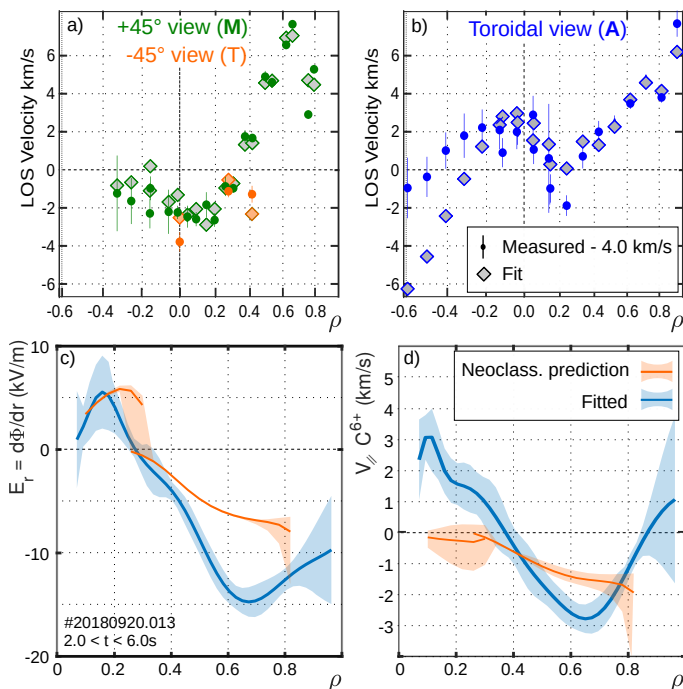 a)
+45° view (M)
-45° view (T)
LOS Velocity km/s
6
4
2
0
-2
-4
-6
-0.6 -0.4 -0.2 0.0 0.2 0.4 0.6 0.8 ρ
b)
Toroidal view (A)
LOS Velocity km/s
6
4
2
0
-2
-4
-6
Measured - 4.0 km/s
Fit
-0.6 -0.4 -0.2 0.0 0.2 0.4 0.6 0.8 ρ
c)
E_r = dΦ/dr (kV/m)
10
0
-10
-20
#20180920.013
2.0 < t < 6.0s
0 0.2 0.4 0.6 0.8 ρ
d)
Neoclass. prediction
Fitted
V_// C^6+ (km/s)
5
4
3
2
1
0
-1
-2
-3
0 0.2 0.4 0.6 0.8 ρ